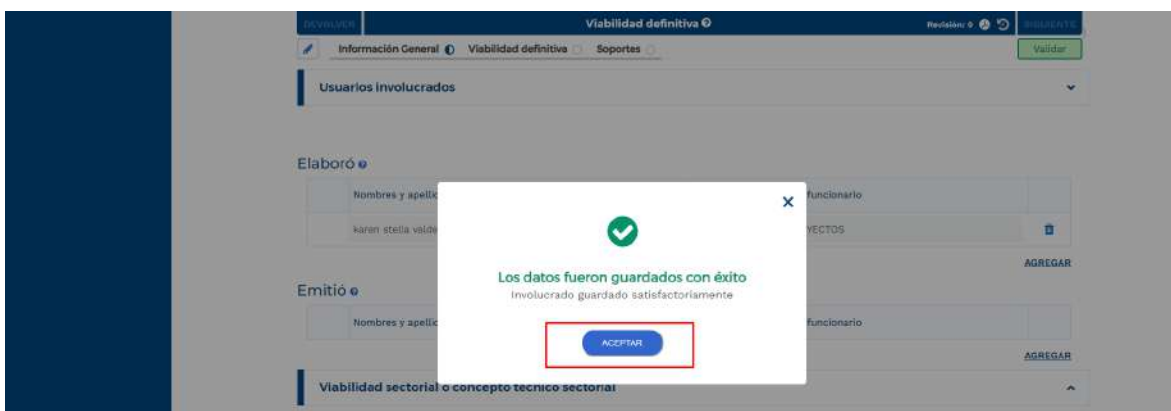 DEVOLVER Viabilidad definitiva Revisión: 0 SIGUIENTE
Información General Viabilidad definitiva Soportes Validar
Usuarios involucrados
Elaboró
Nombres y apellid funcionario
karen stella valde YECTOS
AGREGAR
Los datos fueron guardados con éxito
Involucrado guardado satisfactoriamente
ACEPTAR
Emitió
Nombres y apellid funcionario
AGREGAR
Viabilidad sectorial o concepto técnico sectorial